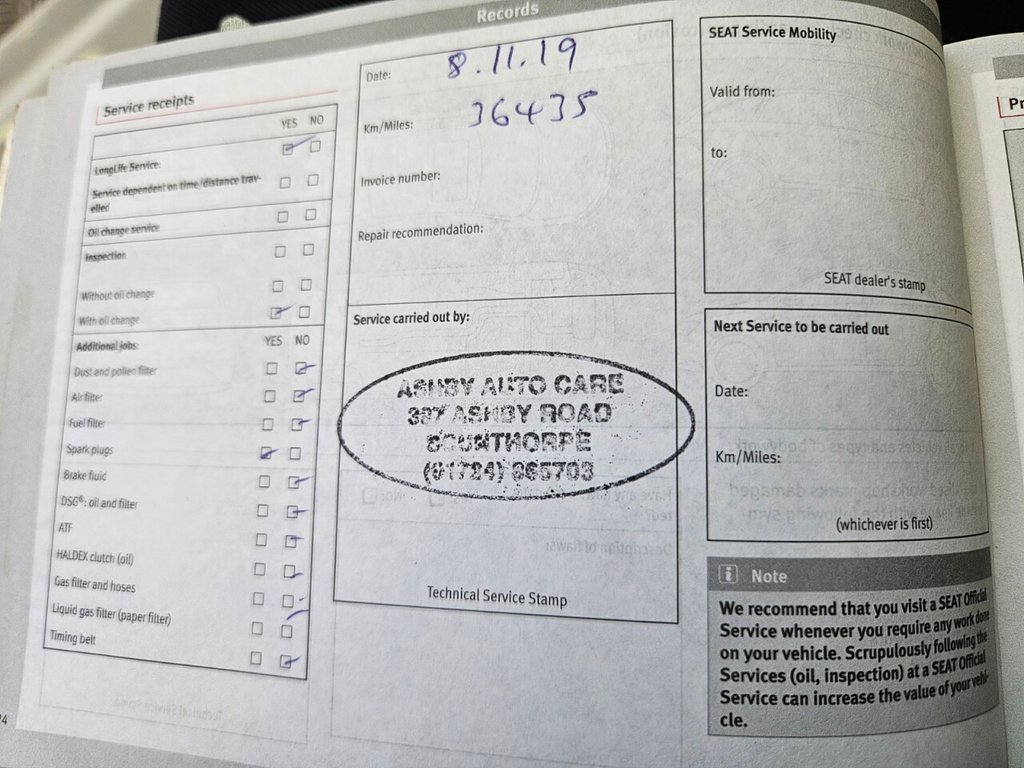 Records
Service receipts
YES NO
LongLife Service:
Service dependent on time/distance trav-
elled
Oil change service
Inspection
Without oil change
With oil change
Additional jobs:
YES NO
Dust and pollen filter
Air filter
Fuel filter
Spark plugs
Brake fluid
DSG®: oil and filter
ATF
HALDEX clutch (oil)
Gas filter and hoses
Liquid gas filter (paper filter)
Timing belt
Date: 8.11.19
Km/Miles: 36435
Invoice number:
Repair recommendation:
Service carried out by:
ASHBY AUTO CARE
397 ASHBY ROAD
SCUNTHORPE
(01724) 865703
Technical Service Stamp
SEAT Service Mobility
Valid from:
to:
SEAT dealer's stamp
Next Service to be carried out
Date:
Km/Miles:
(whichever is first)
i Note
We recommend that you visit a SEAT Official
Service whenever you require any work done
on your vehicle. Scrupulously following the
Services (oil, inspection) at a SEAT Official
Service can increase the value of your vehi-
cle.
Pr